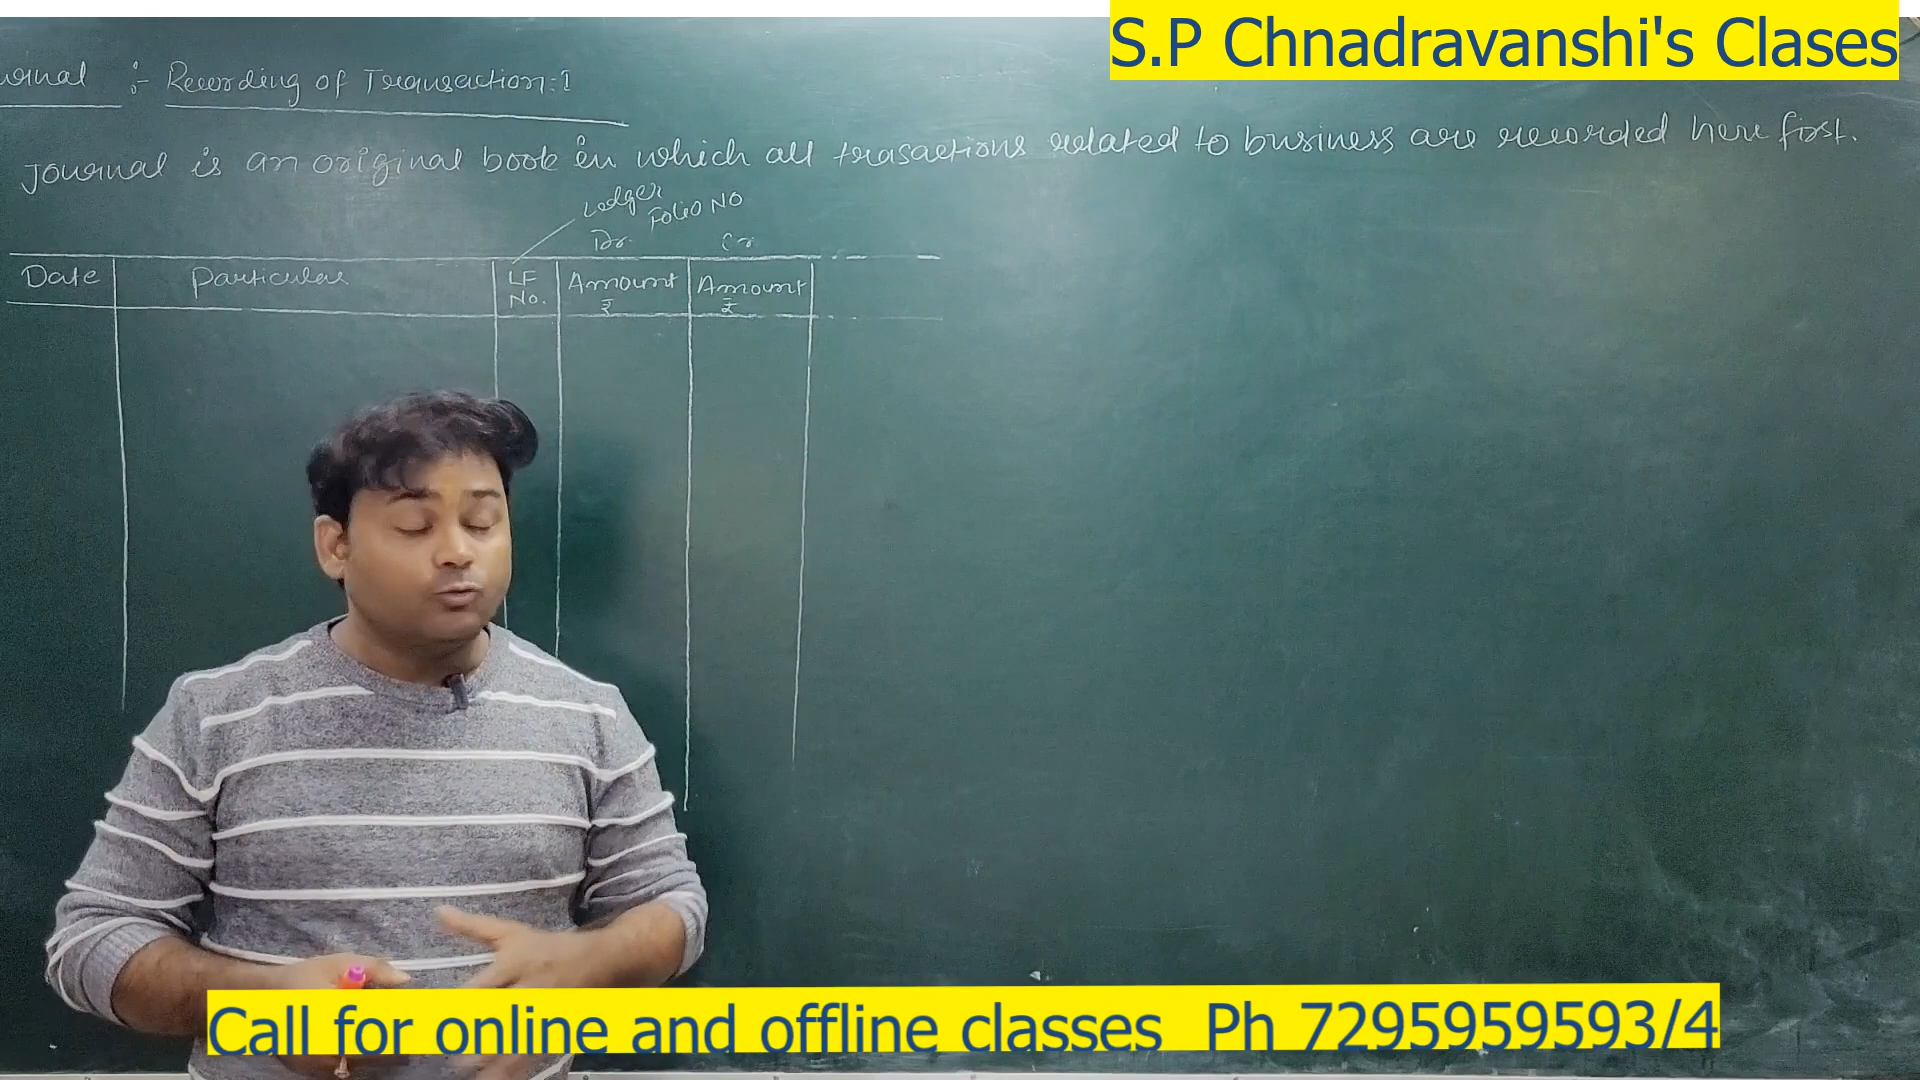 S.P Chnadravanshi's Clases
urnal :- Recording of Transaction:1
Journal is an original book in which all trasactions related to business are recorded here first.
Ledger
Folio No
Dr. Cr.
Date Particular LF No. Amount ₹ Amount ₹
Call for online and offline classes Ph 7295959593/4